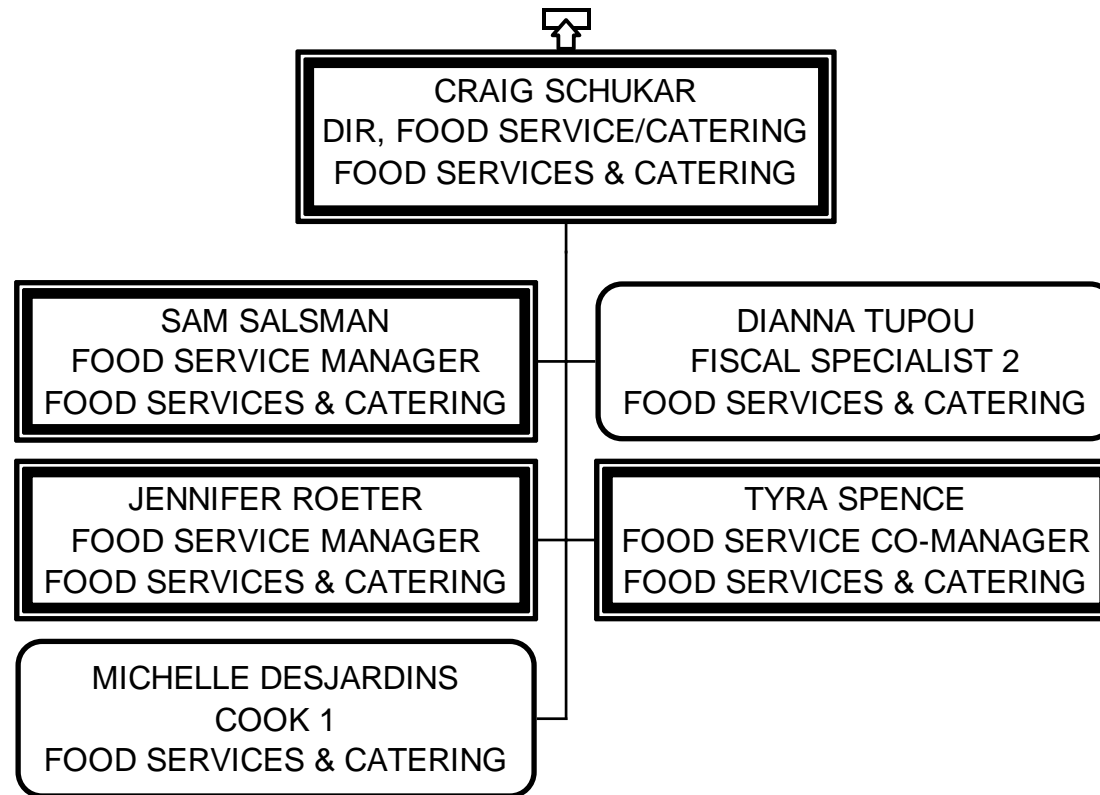 CRAIG SCHUKAR
DIR, FOOD SERVICE/CATERING
FOOD SERVICES & CATERING
SAM SALSMAN
FOOD SERVICE MANAGER
FOOD SERVICES & CATERING
DIANNA TUPOU
FISCAL SPECIALIST 2
FOOD SERVICES & CATERING
JENNIFER ROETER
FOOD SERVICE MANAGER
FOOD SERVICES & CATERING
TYRA SPENCE
FOOD SERVICE CO-MANAGER
FOOD SERVICES & CATERING
MICHELLE DESJARDINS
COOK 1
FOOD SERVICES & CATERING